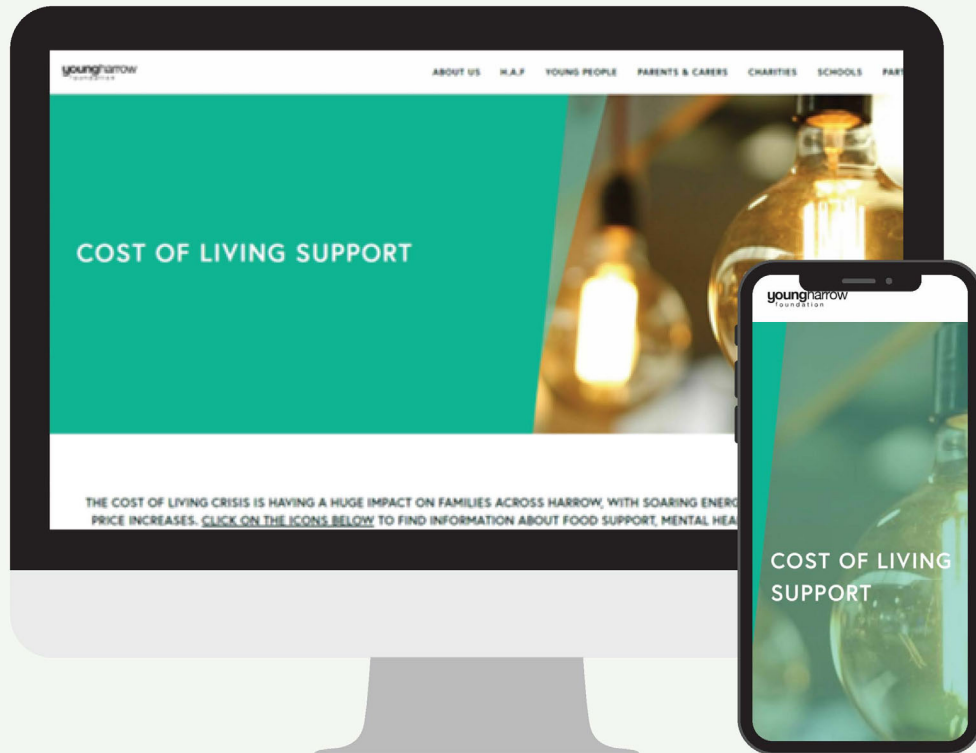 youngharrow
foundation
ABOUT US H.A.F YOUNG PEOPLE PARENTS & CARERS CHARITIES SCHOOLS
COST OF LIVING SUPPORT
THE COST OF LIVING CRISIS IS HAVING A HUGE IMPACT ON FAMILIES ACROSS HARROW, WITH SOARING
PRICE INCREASES. CLICK ON THE ICONS BELOW TO FIND INFORMATION ABOUT FOOD SUPPORT, MENTAL
youngharrow
foundation
COST OF LIVING
SUPPORT